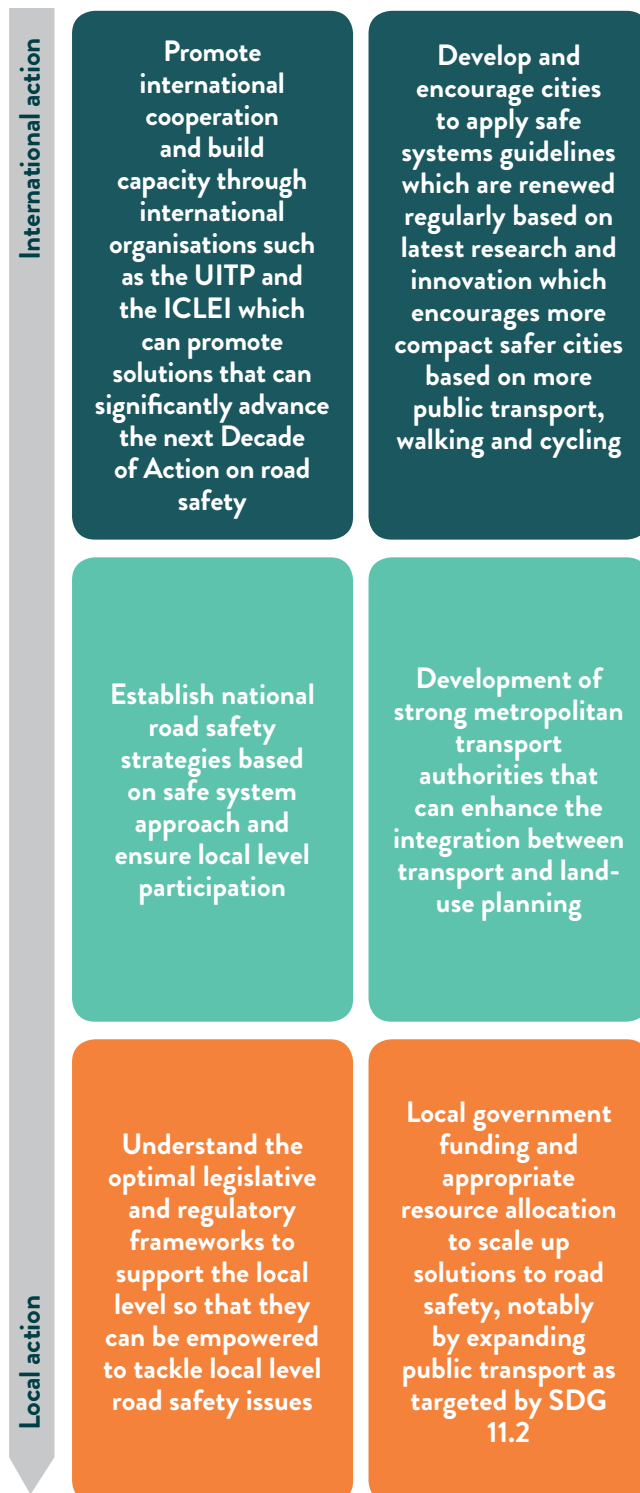 International action
Promote
international
cooperation
and build
capacity through
international
organisations such
as the UITP and
the ICLEI which
can promote
solutions that can
significantly advance
the next Decade
of Action on road
safety
Develop and
encourage cities
to apply safe
systems guidelines
which are renewed
regularly based on
latest research and
innovation which
encourages more
compact safer cities
based on more
public transport,
walking and cycling
Establish national
road safety
strategies based
on safe system
approach and
ensure local level
participation
Development of
strong metropolitan
transport
authorities that
can enhance the
integration between
transport and land-
use planning
Local action
Understand the
optimal legislative
and regulatory
frameworks to
support the local
level so that they
can be empowered
to tackle local level
road safety issues
Local government
funding and
appropriate
resource allocation
to scale up
solutions to road
safety, notably
by expanding
public transport as
targeted by SDG
11.2